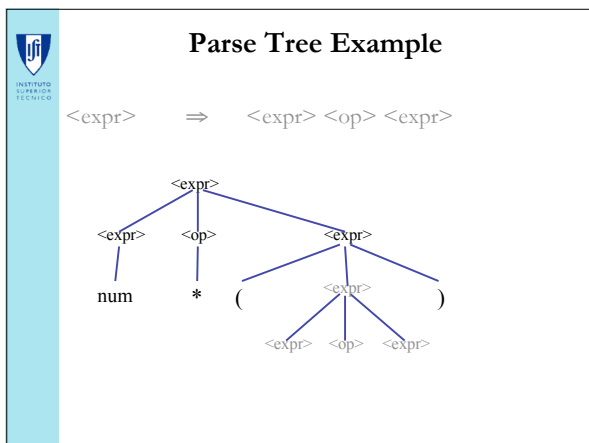 Parse Tree Example
INSTITUTO
SUPERIOR
TECNICO
<expr> ⇒ <expr> <op> <expr>
<expr>
<expr> <op> <expr>
num * ( <expr> )
<expr> <op> <expr>